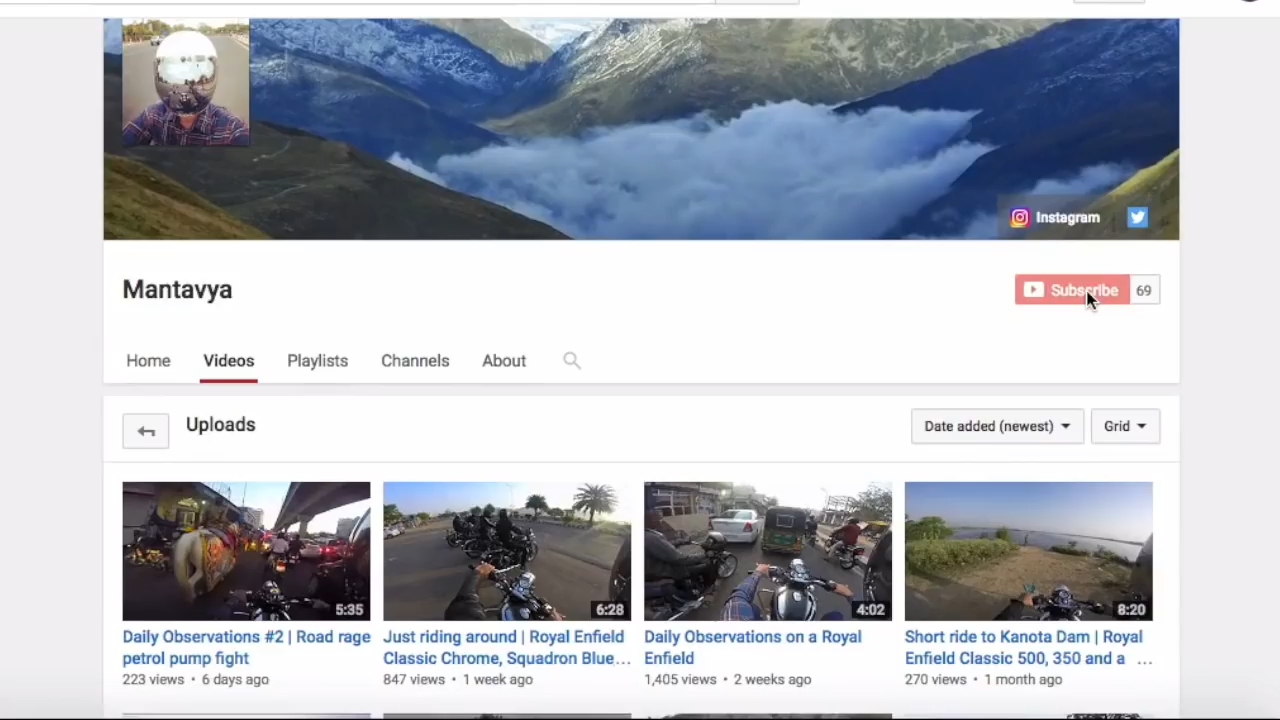 Instagram
Mantavya
Subscribe 69
Home Videos Playlists Channels About
Uploads
Date added (newest) Grid
5:35
6:28
4:02
8:20
Daily Observations #2 | Road rage
petrol pump fight
223 views • 6 days ago
Just riding around | Royal Enfield
Classic Chrome, Squadron Blue...
847 views • 1 week ago
Daily Observations on a Royal
Enfield
1,405 views • 2 weeks ago
Short ride to Kanota Dam | Royal
Enfield Classic 500, 350 and a ...
270 views • 1 month ago